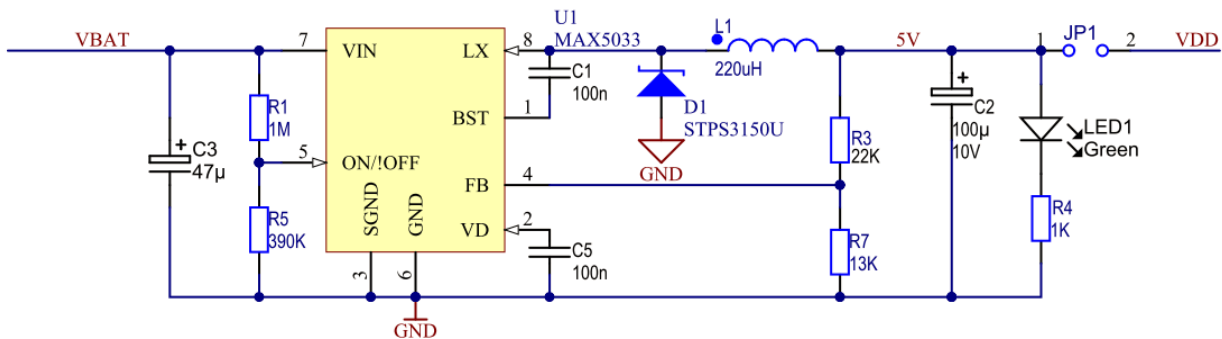 VBAT
7
VIN
LX
8
U1
MAX5033
L1
220uH
5V
1
JP1
2
VDD
C1
100n
R1
1M
BST
1
D1
STPS3150U
C2
100µ
10V
LED1
Green
C3
47µ
5
ON/!OFF
FB
4
GND
R3
22K
R5
390K
SGND
GND
VD
2
C5
100n
R7
13K
R4
1K
3
6
GND